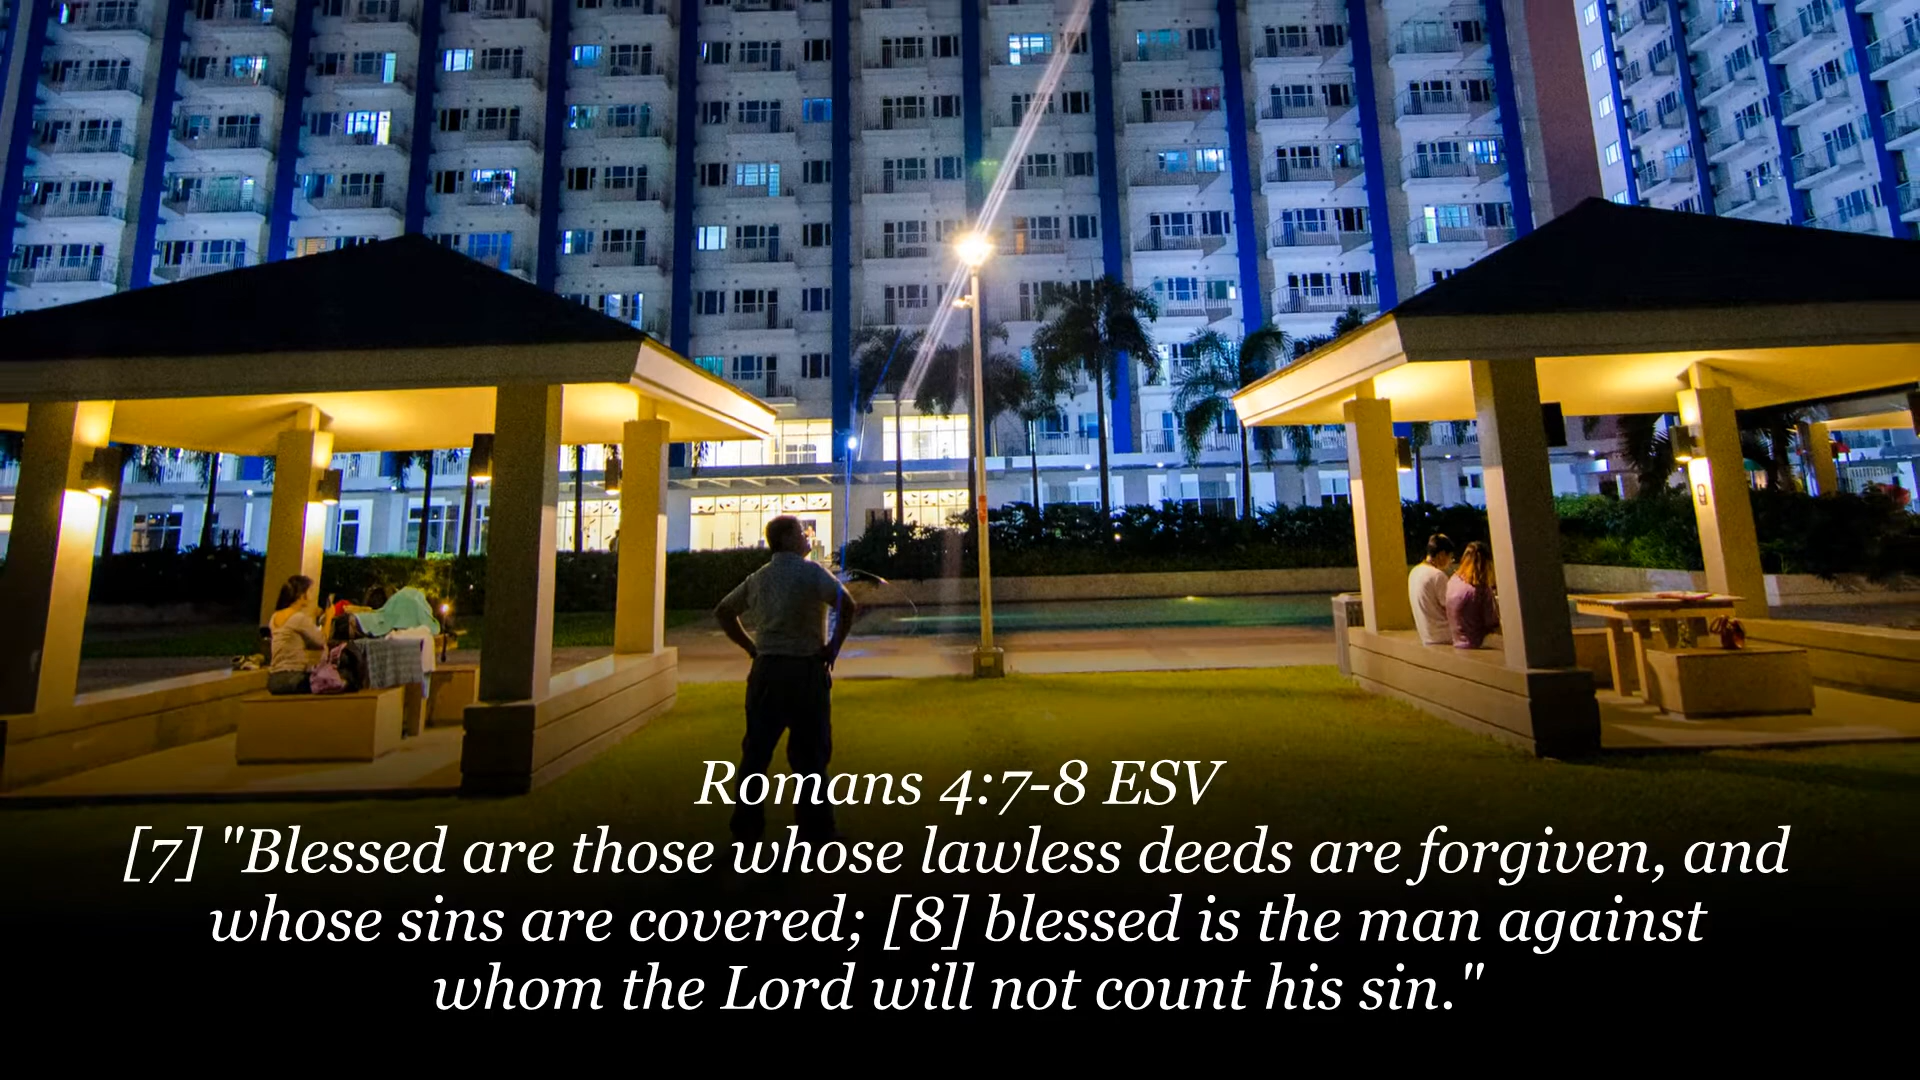 Romans 4:7-8 ESV
[7] "Blessed are those whose lawless deeds are forgiven, and
whose sins are covered; [8] blessed is the man against
whom the Lord will not count his sin."